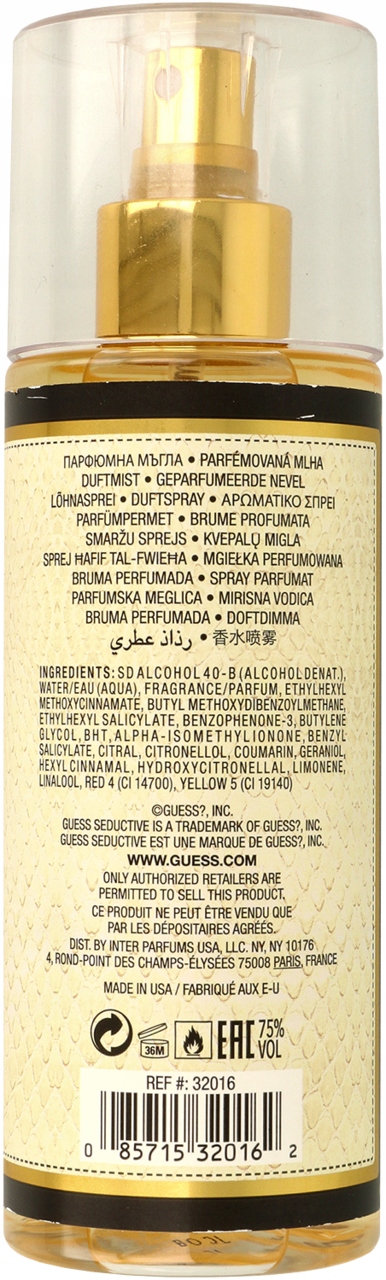 ПАРФЮМНА МЪГЛА • PARFÉMOVANÁ MLHA
DUFTMIST • GEPARFUMEERDE NEVEL
LÕHNASPREI • DUFTSPRAY • ΑΡΩΜΑΤΙΚΟ ΣΠΡΕΙ
PARFÜMPERMET • BRUME PROFUMATA
SMARŽU SPREJS • KVEPALŲ MIGLA
SPREJ ĦAFIF TAL-FWIEĦA • MGIEŁKA PERFUMOWANA
BRUMA PERFUMADA • SPRAY PARFUMAT
PARFUMSKA MEGLICA • MIRISNA VODICA
BRUMA PERFUMADA • DOFTDIMMA
رذاذ عطري • 香水喷雾
INGREDIENTS: SD ALCOHOL 40-B (ALCOHOL DENAT.),
WATER/EAU (AQUA), FRAGRANCE/PARFUM, ETHYLHEXYL
METHOXYCINNAMATE, BUTYL METHOXYDIBENZOYLMETHANE,
ETHYLHEXYL SALICYLATE, BENZOPHENONE-3, BUTYLENE
GLYCOL, BHT, ALPHA-ISOMETHYL IONONE, BENZYL
SALICYLATE, CITRAL, CITRONELLOL, COUMARIN, GERANIOL,
HEXYL CINNAMAL, HYDROXYCITRONELLAL, LIMONENE,
LINALOOL, RED 4 (CI 14700), YELLOW 5 (CI 19140)
©GUESS?, INC.
GUESS SEDUCTIVE IS A TRADEMARK OF GUESS?, INC.
GUESS SEDUCTIVE EST UNE MARQUE DE GUESS?, INC.
WWW.GUESS.COM
ONLY AUTHORIZED RETAILERS ARE
PERMITTED TO SELL THIS PRODUCT,
CE PRODUIT NE PEUT ÊTRE VENDU QUE
PAR LES DÉPOSITAIRES AGRÉÉS.
DIST. BY INTER PARFUMS USA, LLC. NY, NY 10176
4, ROND-POINT DES CHAMPS-ÉLYSÉES 75008 PARIS, FRANCE
MADE IN USA / FABRIQUÉ AUX E-U
36M EAC 75% VOL
REF #: 32016
0 85715 32016 2